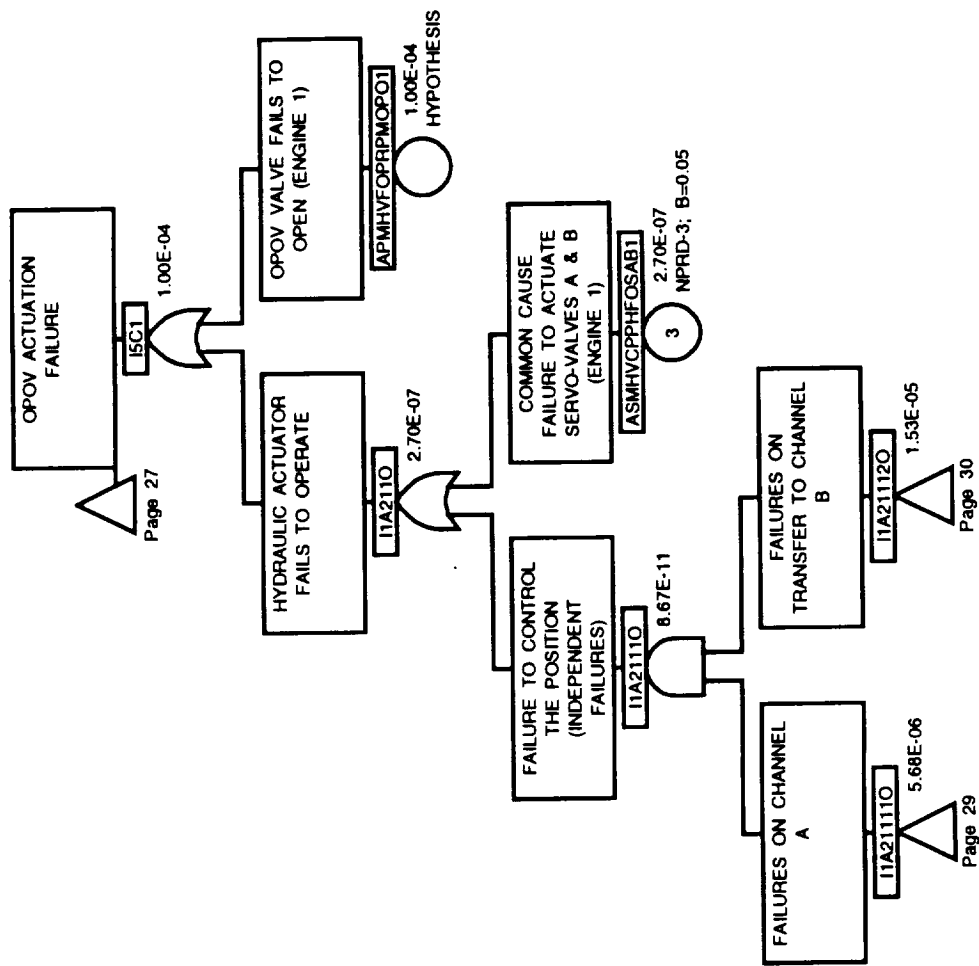 OPOV ACTUATION
FAILURE
Page 27
I5C1
1.00E-04
HYDRAULIC ACTUATOR
FAILS TO OPERATE
I1A211O
2.70E-07
OPOV VALVE FAILS TO
OPEN (ENGINE 1)
APMHVFOPRPMOPO1
1.00E-04
HYPOTHESIS
FAILURE TO CONTROL
THE POSITION
(INDEPENDENT
FAILURES)
I1A2111O
8.67E-11
COMMON CAUSE
FAILURE TO ACTUATE
SERVO-VALVES A & B
(ENGINE 1)
ASMHVCPPHFOSAB1
3
2.70E-07
NPRD-3; B=0.05
FAILURES ON CHANNEL
A
I1A21111O
5.68E-06
Page 29
FAILURES ON
TRANSFER TO CHANNEL
B
I1A21112O
1.53E-05
Page 30